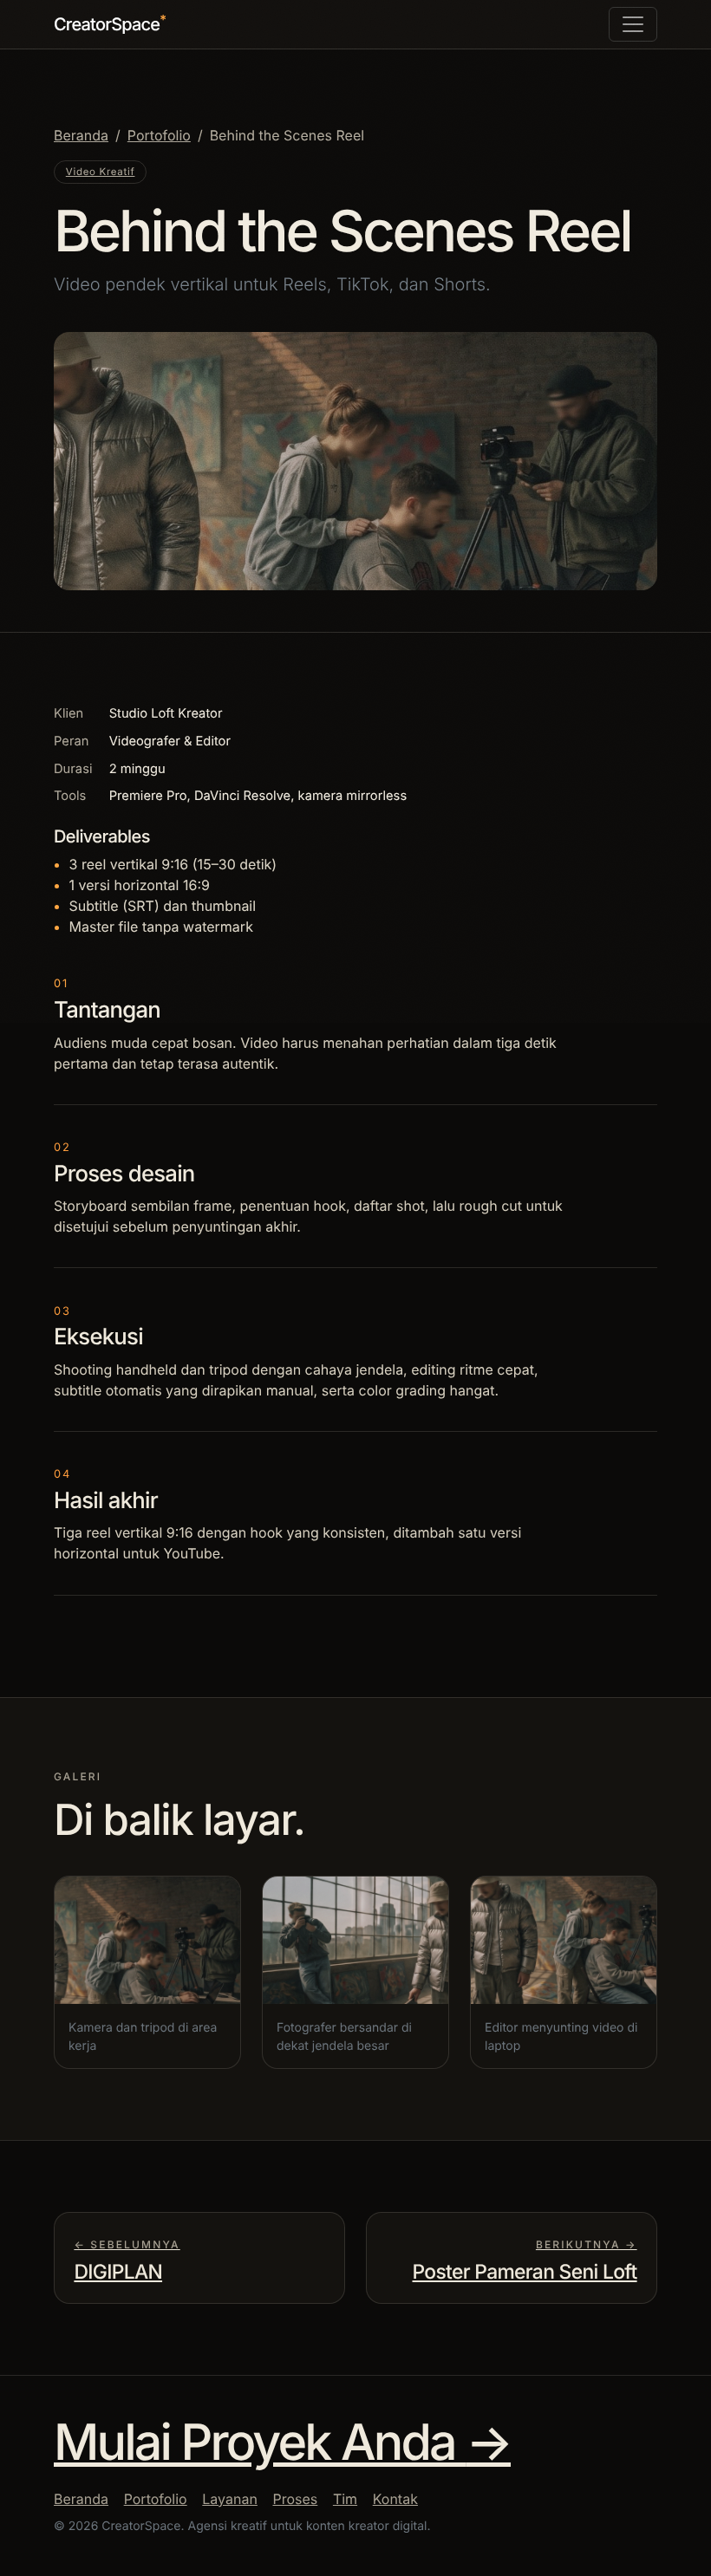 CreatorSpace*
Beranda / Portofolio / Behind the Scenes Reel
Video Kreatif
Behind the Scenes Reel
Video pendek vertikal untuk Reels, TikTok, dan Shorts.
Klien Studio Loft Kreator
Peran Videografer & Editor
Durasi 2 minggu
Tools Premiere Pro, DaVinci Resolve, kamera mirrorless
Deliverables
• 3 reel vertikal 9:16 (15–30 detik)
• 1 versi horizontal 16:9
• Subtitle (SRT) dan thumbnail
• Master file tanpa watermark
01
Tantangan
Audiens muda cepat bosan. Video harus menahan perhatian dalam tiga detik
pertama dan tetap terasa autentik.
02
Proses desain
Storyboard sembilan frame, penentuan hook, daftar shot, lalu rough cut untuk
disetujui sebelum penyuntingan akhir.
03
Eksekusi
Shooting handheld dan tripod dengan cahaya jendela, editing ritme cepat,
subtitle otomatis yang dirapikan manual, serta color grading hangat.
04
Hasil akhir
Tiga reel vertikal 9:16 dengan hook yang konsisten, ditambah satu versi
horizontal untuk YouTube.
GALERI
Di balik layar.
Kamera dan tripod di area
kerja
Fotografer bersandar di
dekat jendela besar
Editor menyunting video di
laptop
← SEBELUMNYA
DIGIPLAN
BERIKUTNYA →
Poster Pameran Seni Loft
Mulai Proyek Anda →
Beranda Portofolio Layanan Proses Tim Kontak
© 2026 CreatorSpace. Agensi kreatif untuk konten kreator digital.